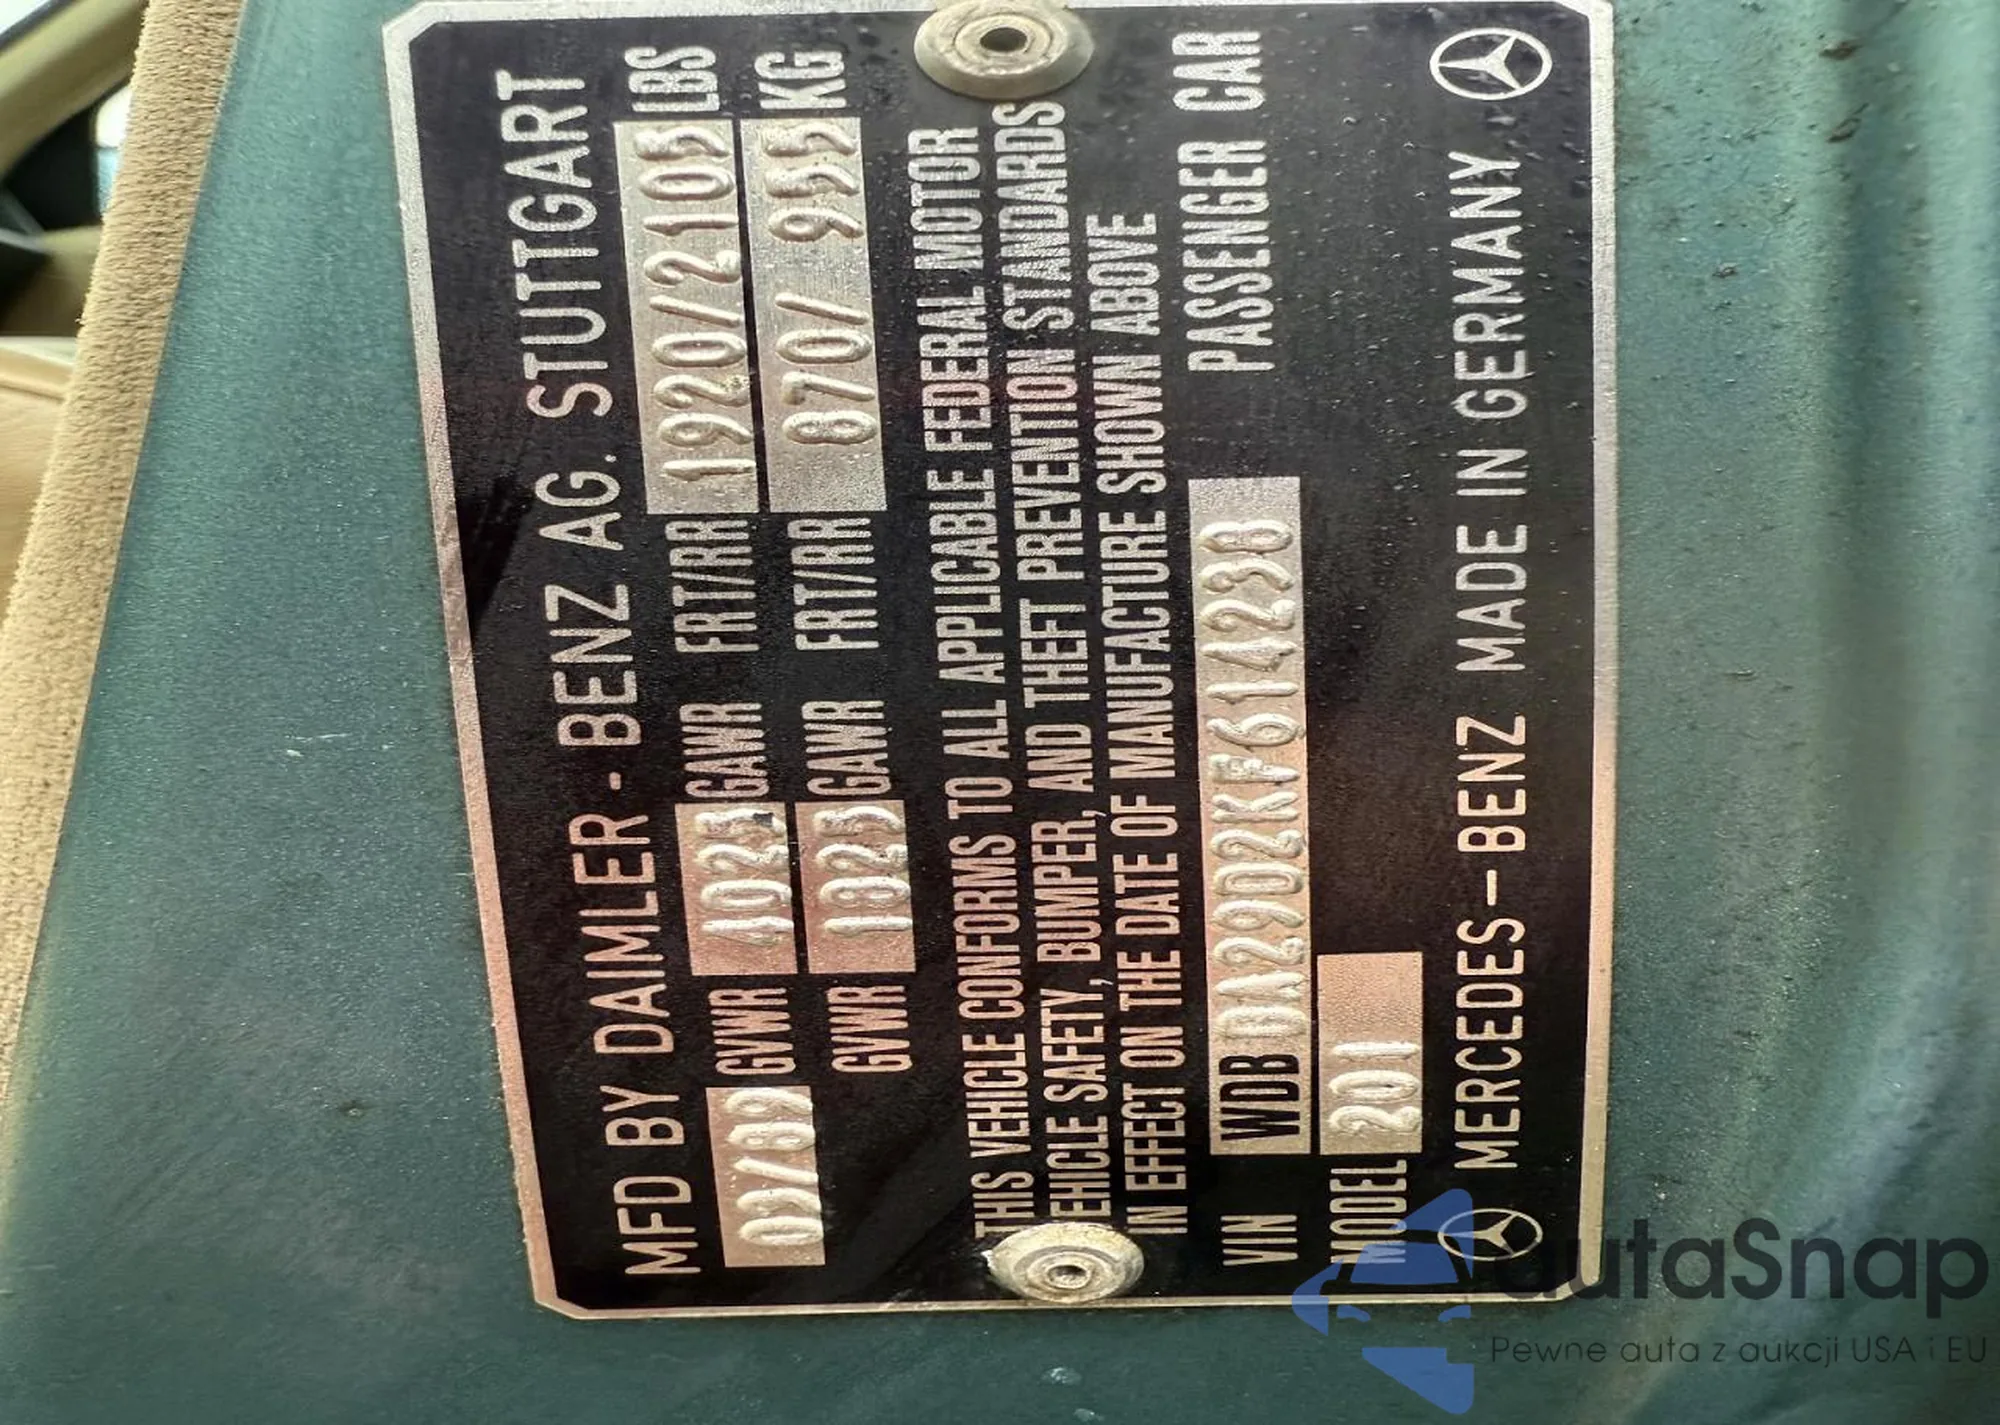 MFD BY DAIMLER - BENZ AG. STUTTGART
02/89 GVWR 4025 GAWR FRT/RR 1920/2105 LBS
GVWR 1825 GAWR FRT/RR 870/ 955 KG
THIS VEHICLE CONFORMS TO ALL APPLICABLE FEDERAL MOTOR
VEHICLE SAFETY, BUMPER, AND THEFT PREVENTION STANDARDS
IN EFFECT ON THE DATE OF MANUFACTURE SHOWN ABOVE
VIN WDB DA29D2KF614238 PASSENGER CAR
MODEL 201
MERCEDES-BENZ MADE IN GERMANY
autaSnap
Pewne auta z aukcji USA i EU